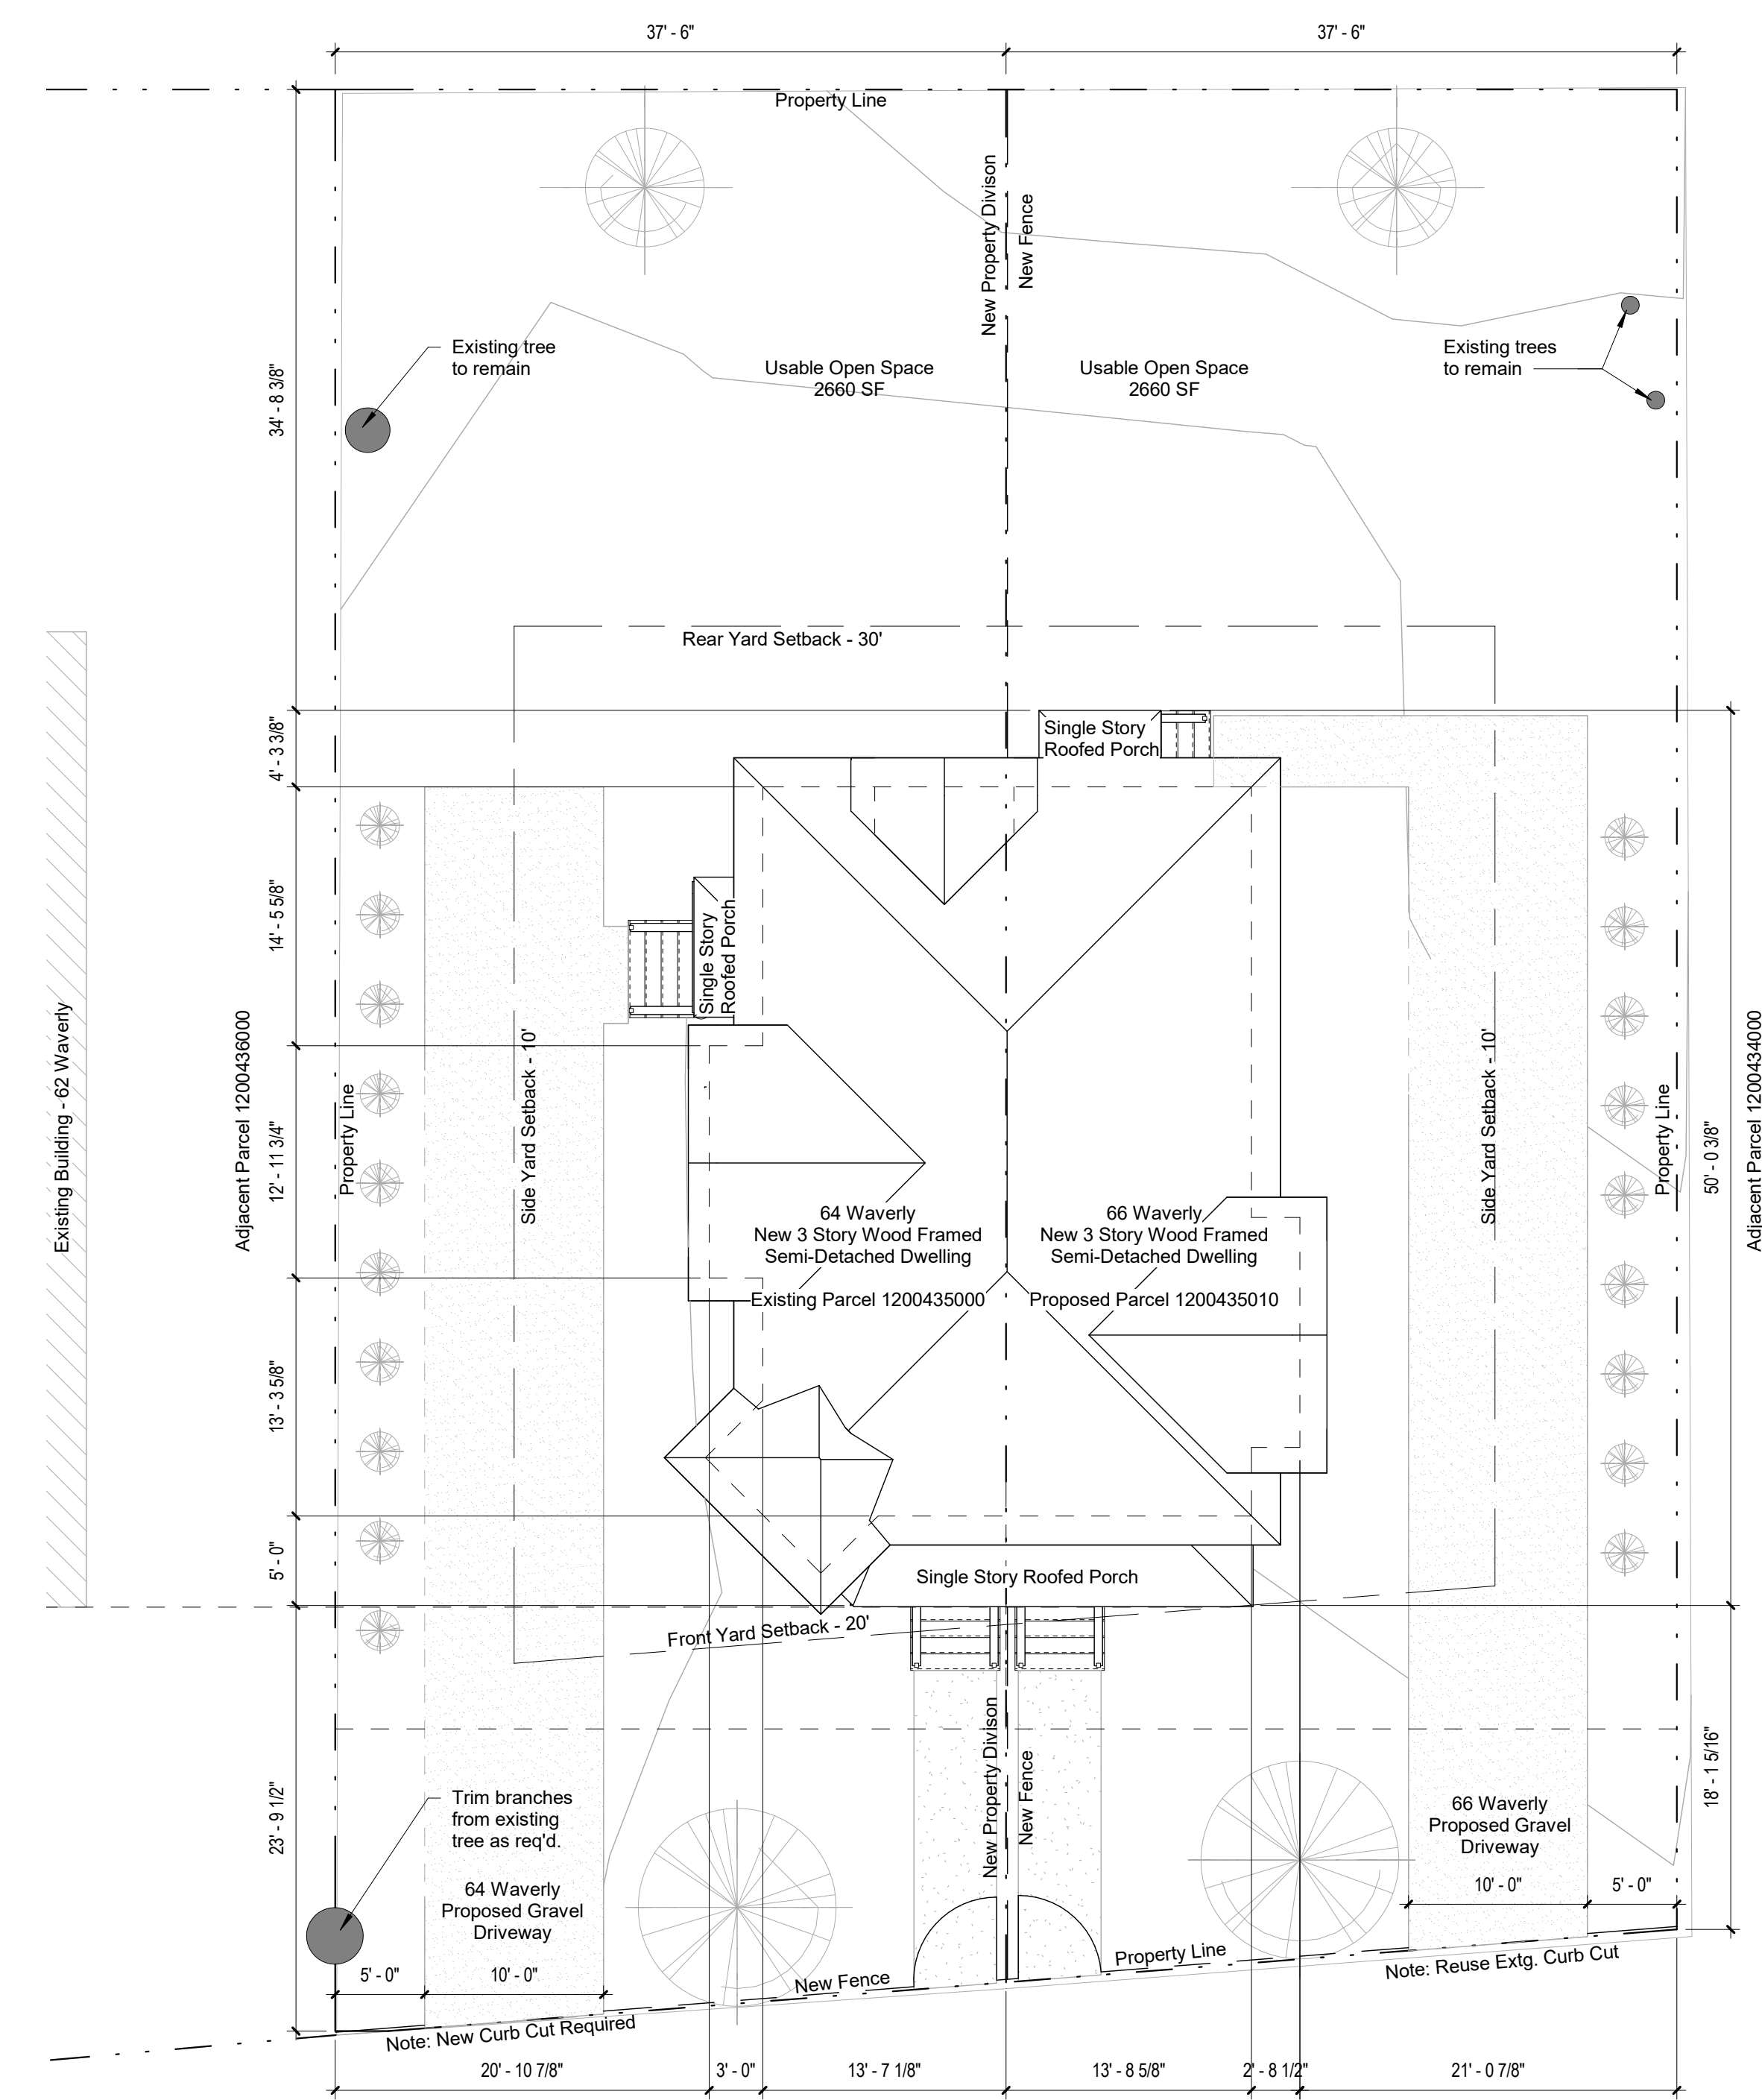 37' - 6"
37' - 6"
Property Line
New Property Divison
New Fence
Existing tree
to remain
Usable Open Space
2660 SF
Usable Open Space
2660 SF
Existing trees
to remain
34' - 8 3/8"
Rear Yard Setback - 30'
4' - 3 3/8"
Single Story
Roofed Porch
14' - 5 5/8"
Single Story
Roofed Porch
Existing Building - 62 Waverly
Adjacent Parcel 1200436000
Property Line
Side Yard Setback - 10'
Side Yard Setback - 10'
Property Line
50' - 0 3/8"
Adjacent Parcel 1200434000
12' - 11 3/4"
64 Waverly
New 3 Story Wood Framed
Semi-Detached Dwelling
Existing Parcel 1200435000
66 Waverly
New 3 Story Wood Framed
Semi-Detached Dwelling
Proposed Parcel 1200435010
13' - 3 5/8"
5' - 0"
Single Story Roofed Porch
Front Yard Setback - 20'
New Property Divison
New Fence
23' - 9 1/2"
18' - 1 5/16"
Trim branches
from existing
tree as req'd.
64 Waverly
Proposed Gravel
Driveway
66 Waverly
Proposed Gravel
Driveway
10' - 0"
5' - 0"
5' - 0"
10' - 0"
New Fence
Property Line
Note: Reuse Extg. Curb Cut
Note: New Curb Cut Required
20' - 10 7/8"
3' - 0"
13' - 7 1/8"
13' - 8 5/8"
2' - 8 1/2"
21' - 0 7/8"